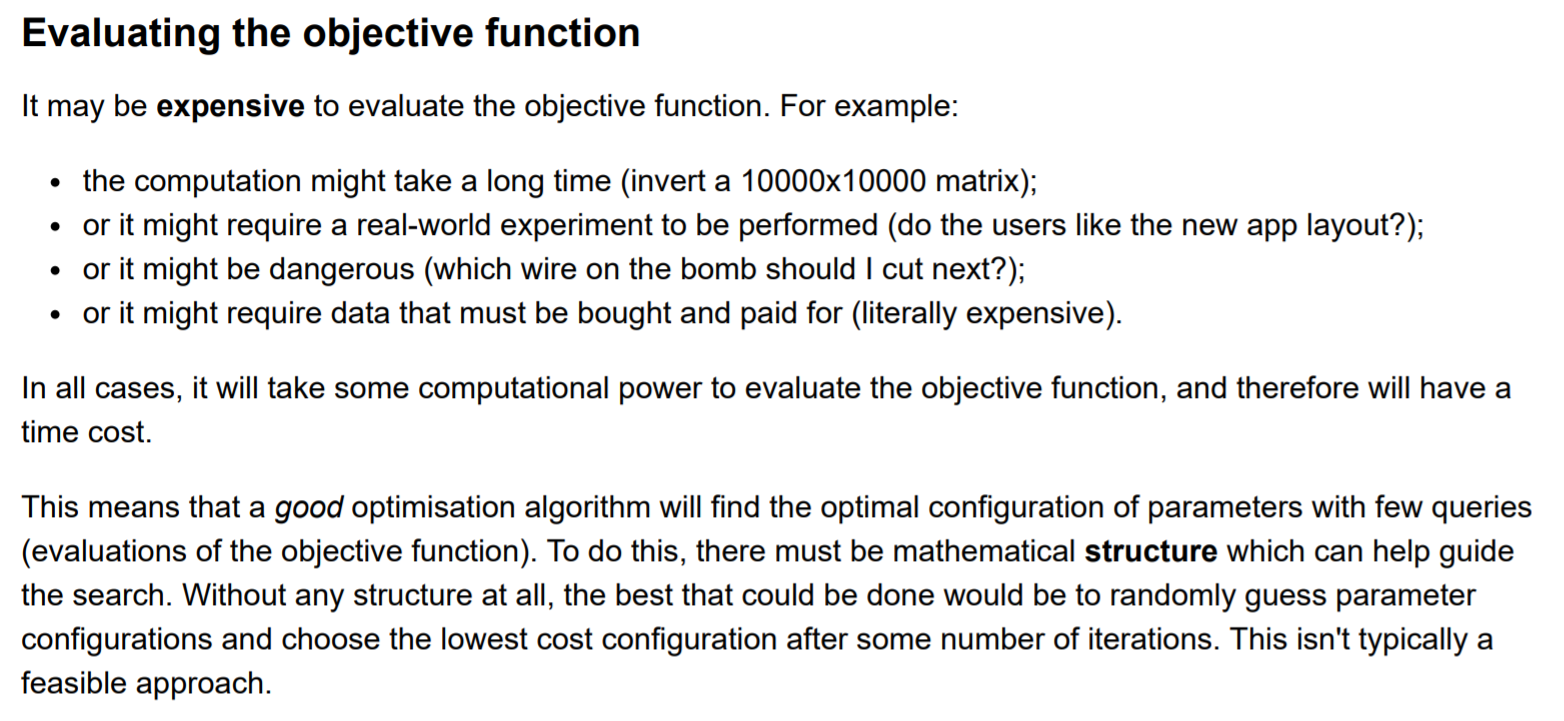 Evaluating the objective function
It may be expensive to evaluate the objective function. For example:
• the computation might take a long time (invert a 10000x10000 matrix);
• or it might require a real-world experiment to be performed (do the users like the new app layout?);
• or it might be dangerous (which wire on the bomb should I cut next?);
• or it might require data that must be bought and paid for (literally expensive).
In all cases, it will take some computational power to evaluate the objective function, and therefore will have a
time cost.
This means that a good optimisation algorithm will find the optimal configuration of parameters with few queries
(evaluations of the objective function). To do this, there must be mathematical structure which can help guide
the search. Without any structure at all, the best that could be done would be to randomly guess parameter
configurations and choose the lowest cost configuration after some number of iterations. This isn't typically a
feasible approach.